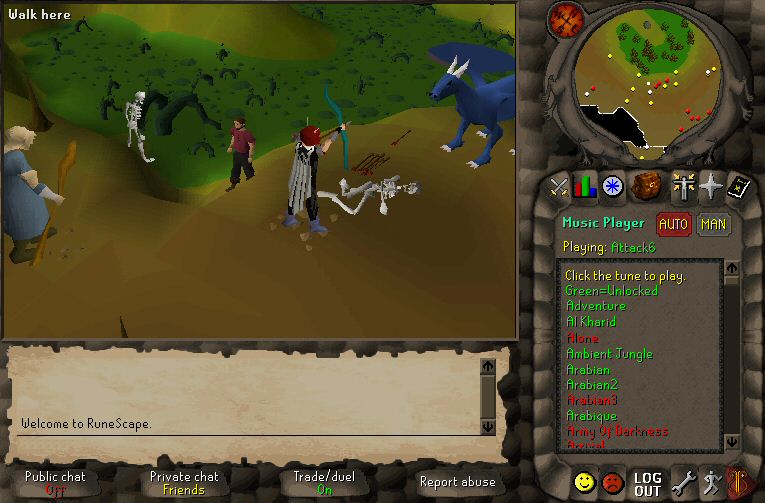 Walk here
Music Player AUTO MAN
Playing: Attack6
Click the tune to play.
Green=Unlocked
Adventure
Al Kharid
Alone
Ambient Jungle
Arabian
Arabian2
Arabian3
Arabique
Army Of Darkness
Arrival
Welcome to RuneScape.
Public chat
Off
Private chat
Friends
Trade/duel
On
Report abuse
LOG
OUT